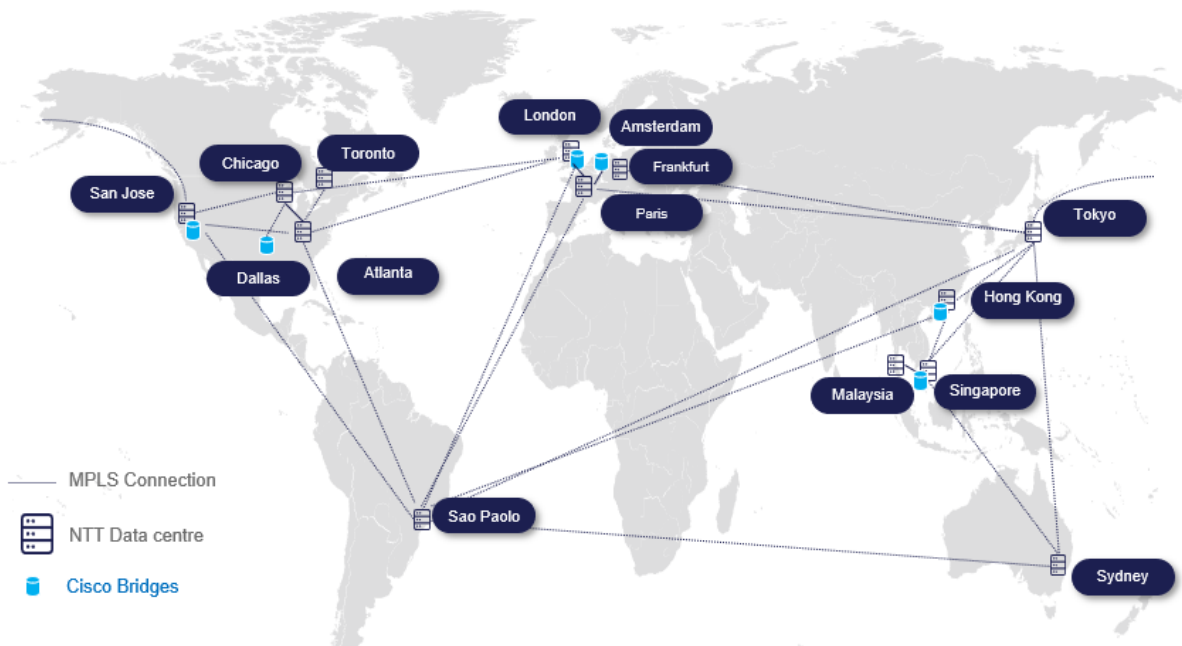 London
Amsterdam
Toronto
Chicago
Frankfurt
San Jose
Paris
Tokyo
Atlanta
Dallas
Hong Kong
Malaysia
Singapore
MPLS Connection
Sao Paolo
NTT Data centre
Sydney
Cisco Bridges